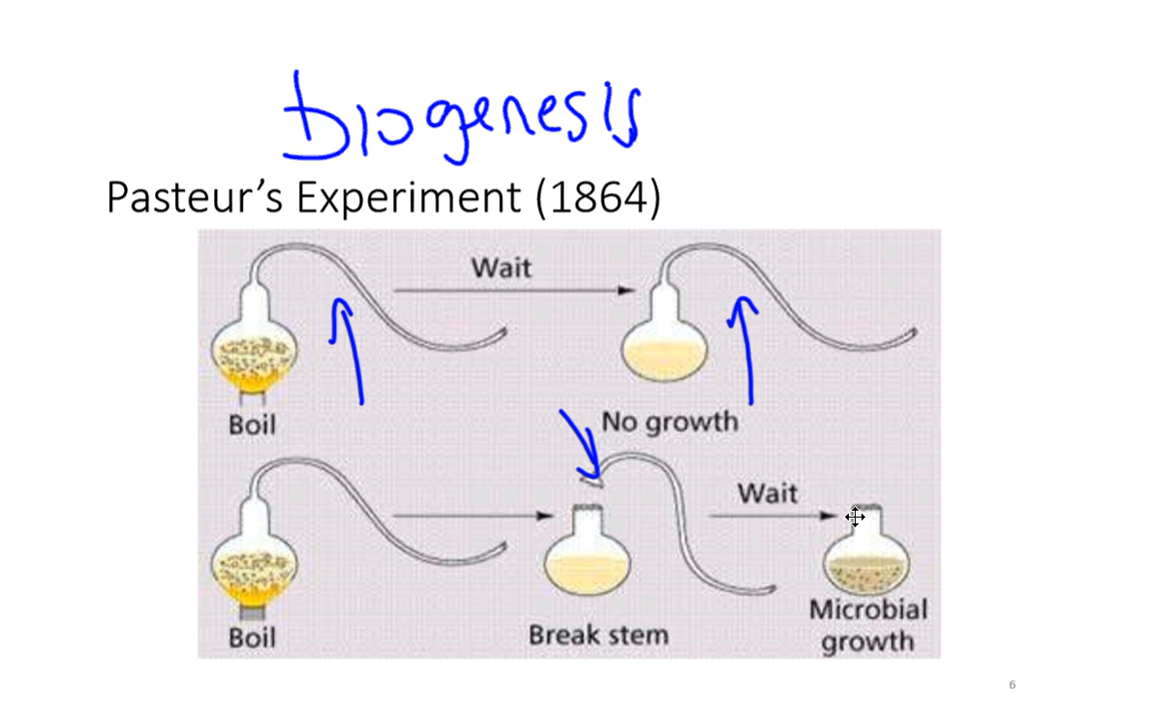 biogenesis
Pasteur's Experiment (1864)
Wait
Boil
No growth
Wait
Boil
Break stem
Microbial
growth
6